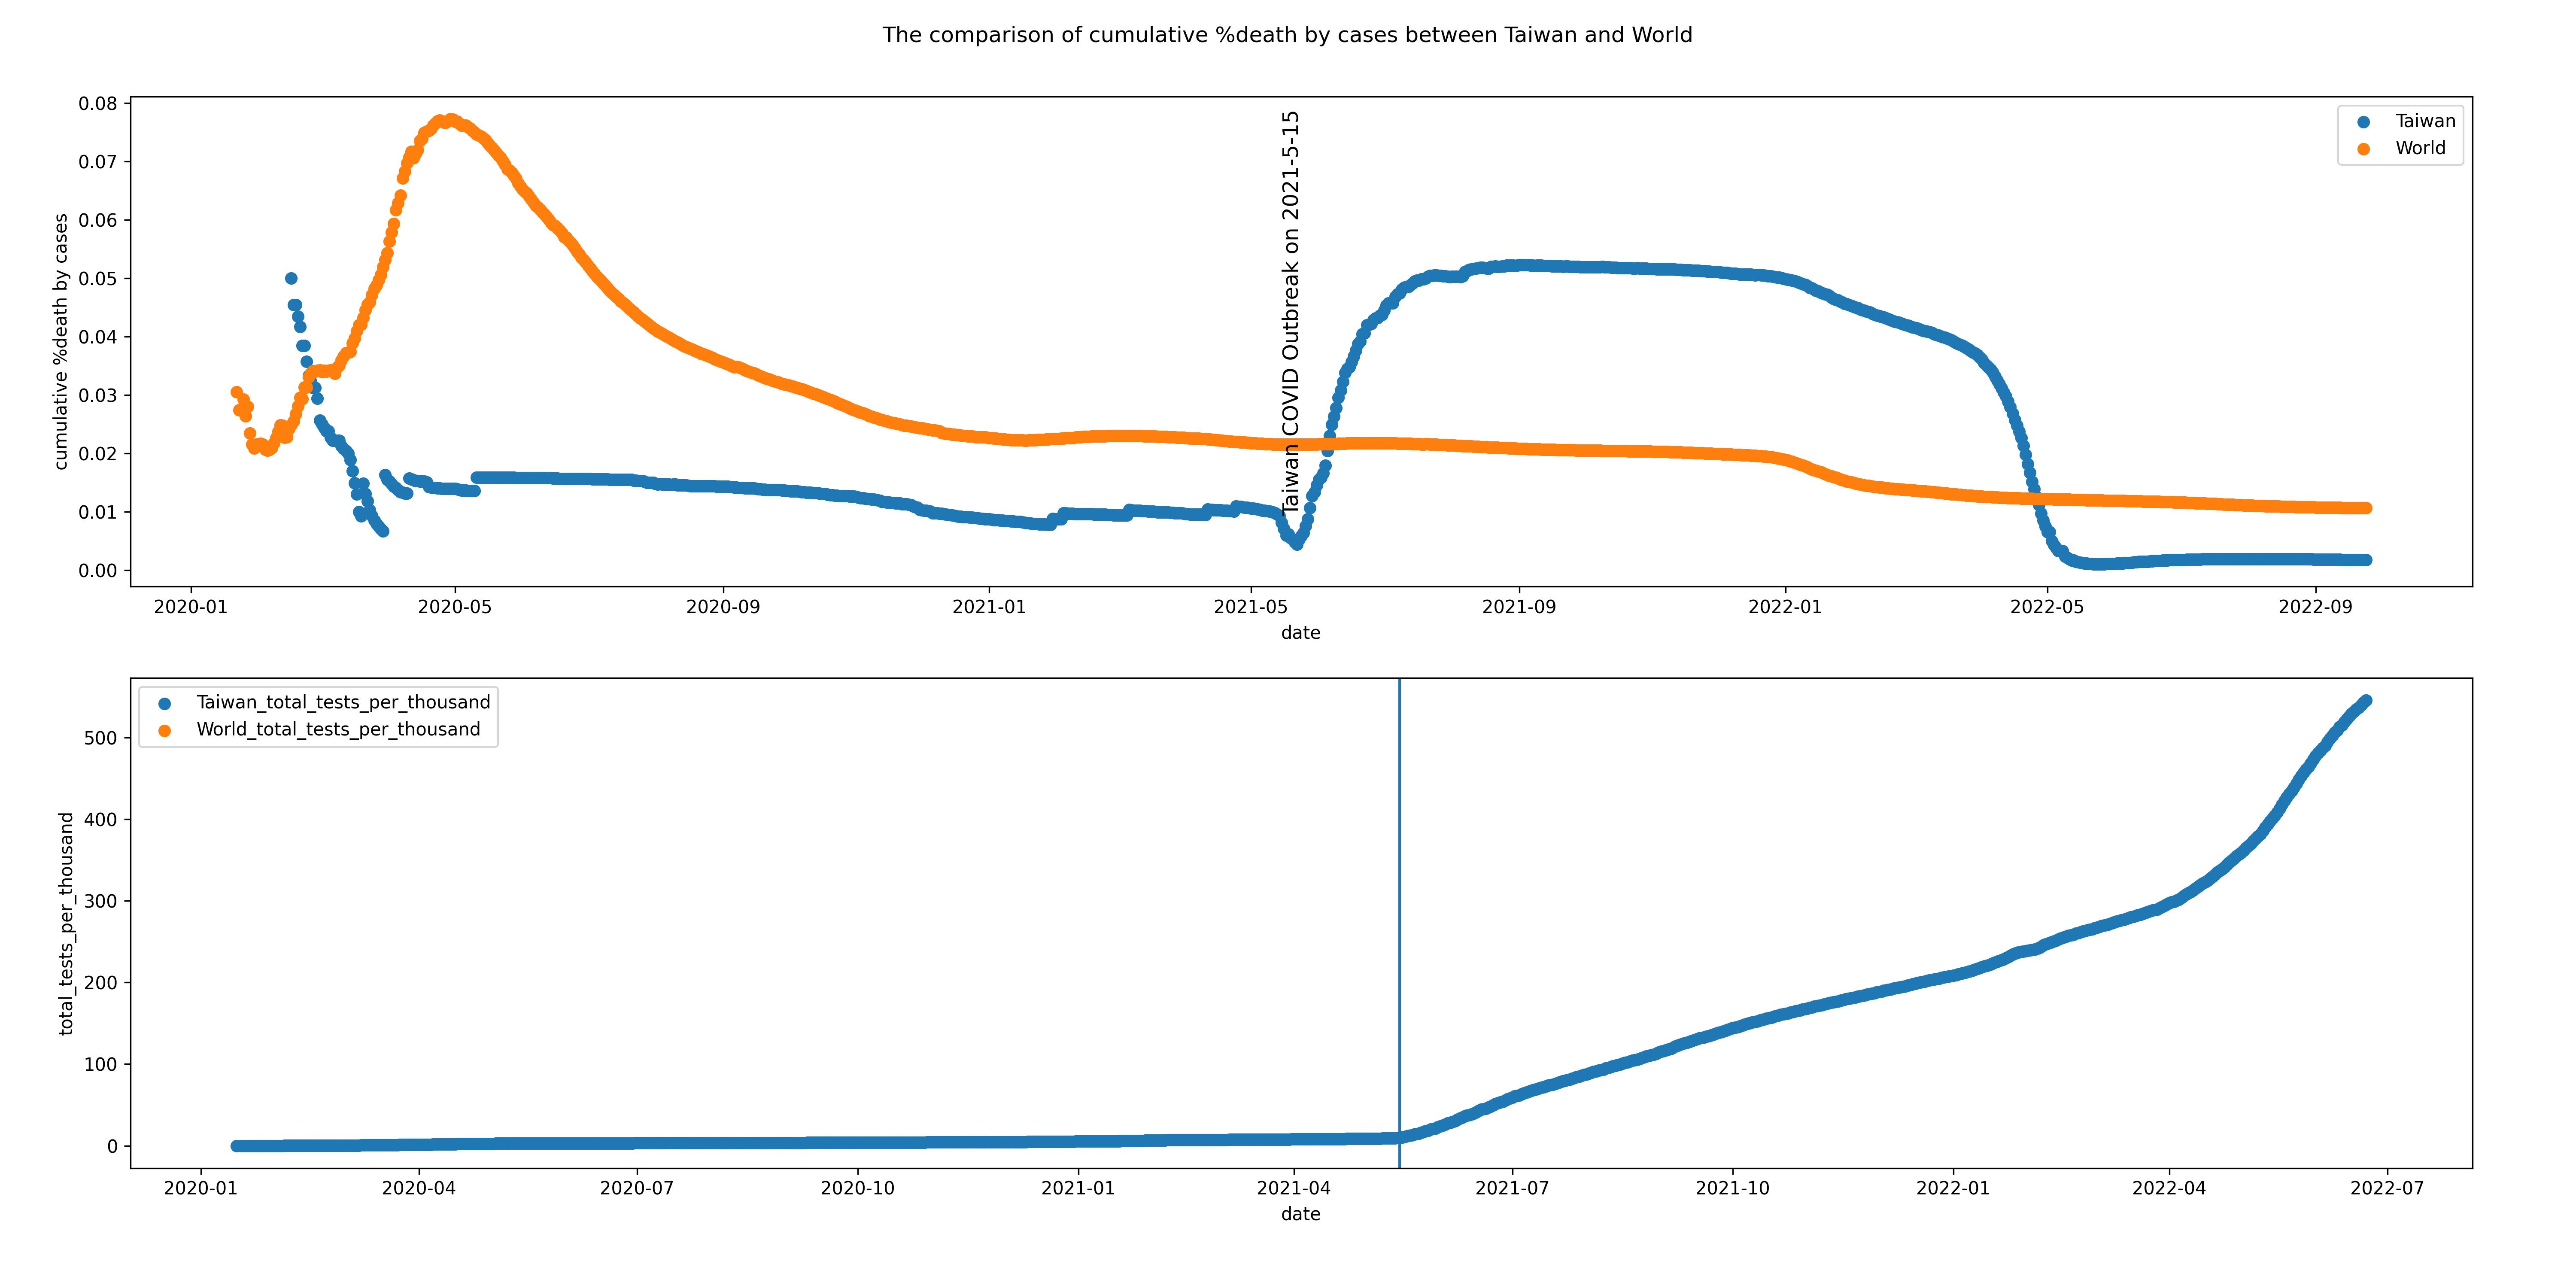 The comparison of cumulative %death by cases between Taiwan and World
0.08
0.07
0.06
0.05
0.04
0.03
0.02
0.01
0.00
cumulative %death by cases
Taiwan COVID Outbreak on 2021-5-15
Taiwan
World
2020-01 2020-05 2020-09 2021-01 2021-05 2021-09 2022-01 2022-05 2022-09
date
Taiwan_total_tests_per_thousand
World_total_tests_per_thousand
500
400
300
200
100
0
total_tests_per_thousand
2020-01 2020-04 2020-07 2020-10 2021-01 2021-04 2021-07 2021-10 2022-01 2022-04 2022-07
date